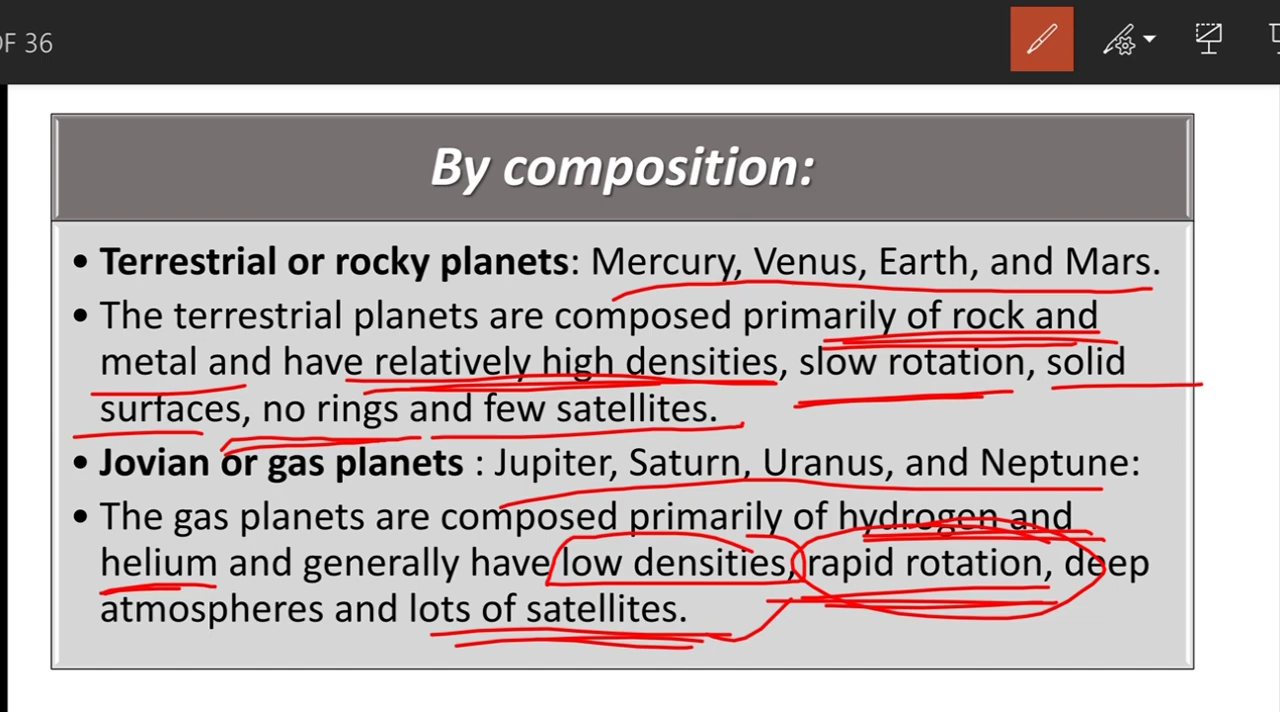 OF 36
By composition:
• Terrestrial or rocky planets: Mercury, Venus, Earth, and Mars.
• The terrestrial planets are composed primarily of rock and
metal and have relatively high densities, slow rotation, solid
surfaces, no rings and few satellites.
• Jovian or gas planets : Jupiter, Saturn, Uranus, and Neptune:
• The gas planets are composed primarily of hydrogen and
helium and generally have low densities, rapid rotation, deep
atmospheres and lots of satellites.